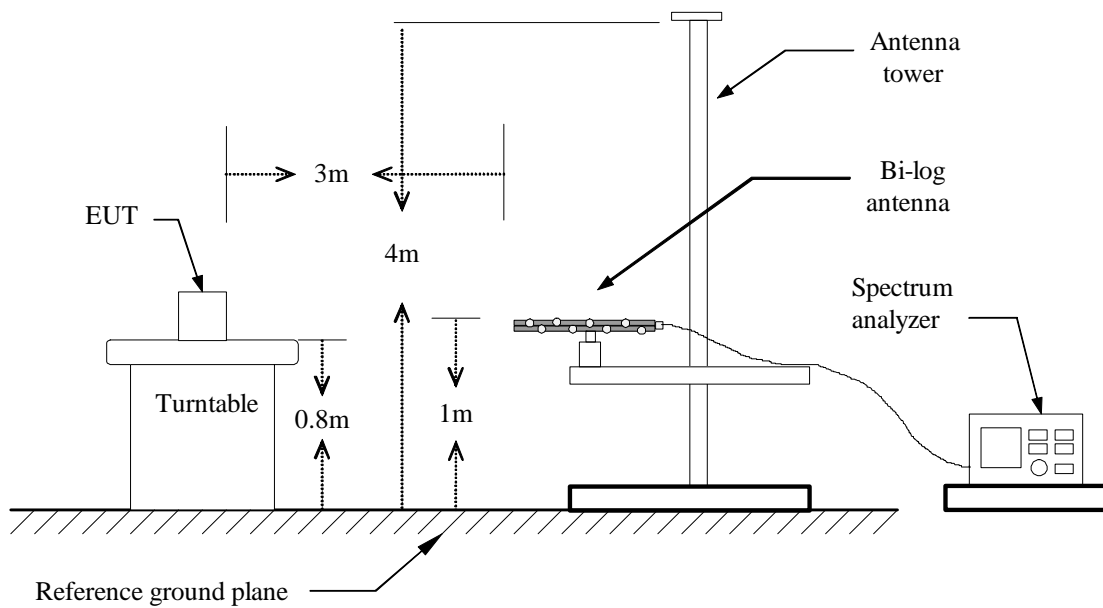 Antenna
tower
3m
Bi-log
antenna
EUT
4m
Spectrum
analyzer
Turntable
0.8m
1m
Reference ground plane